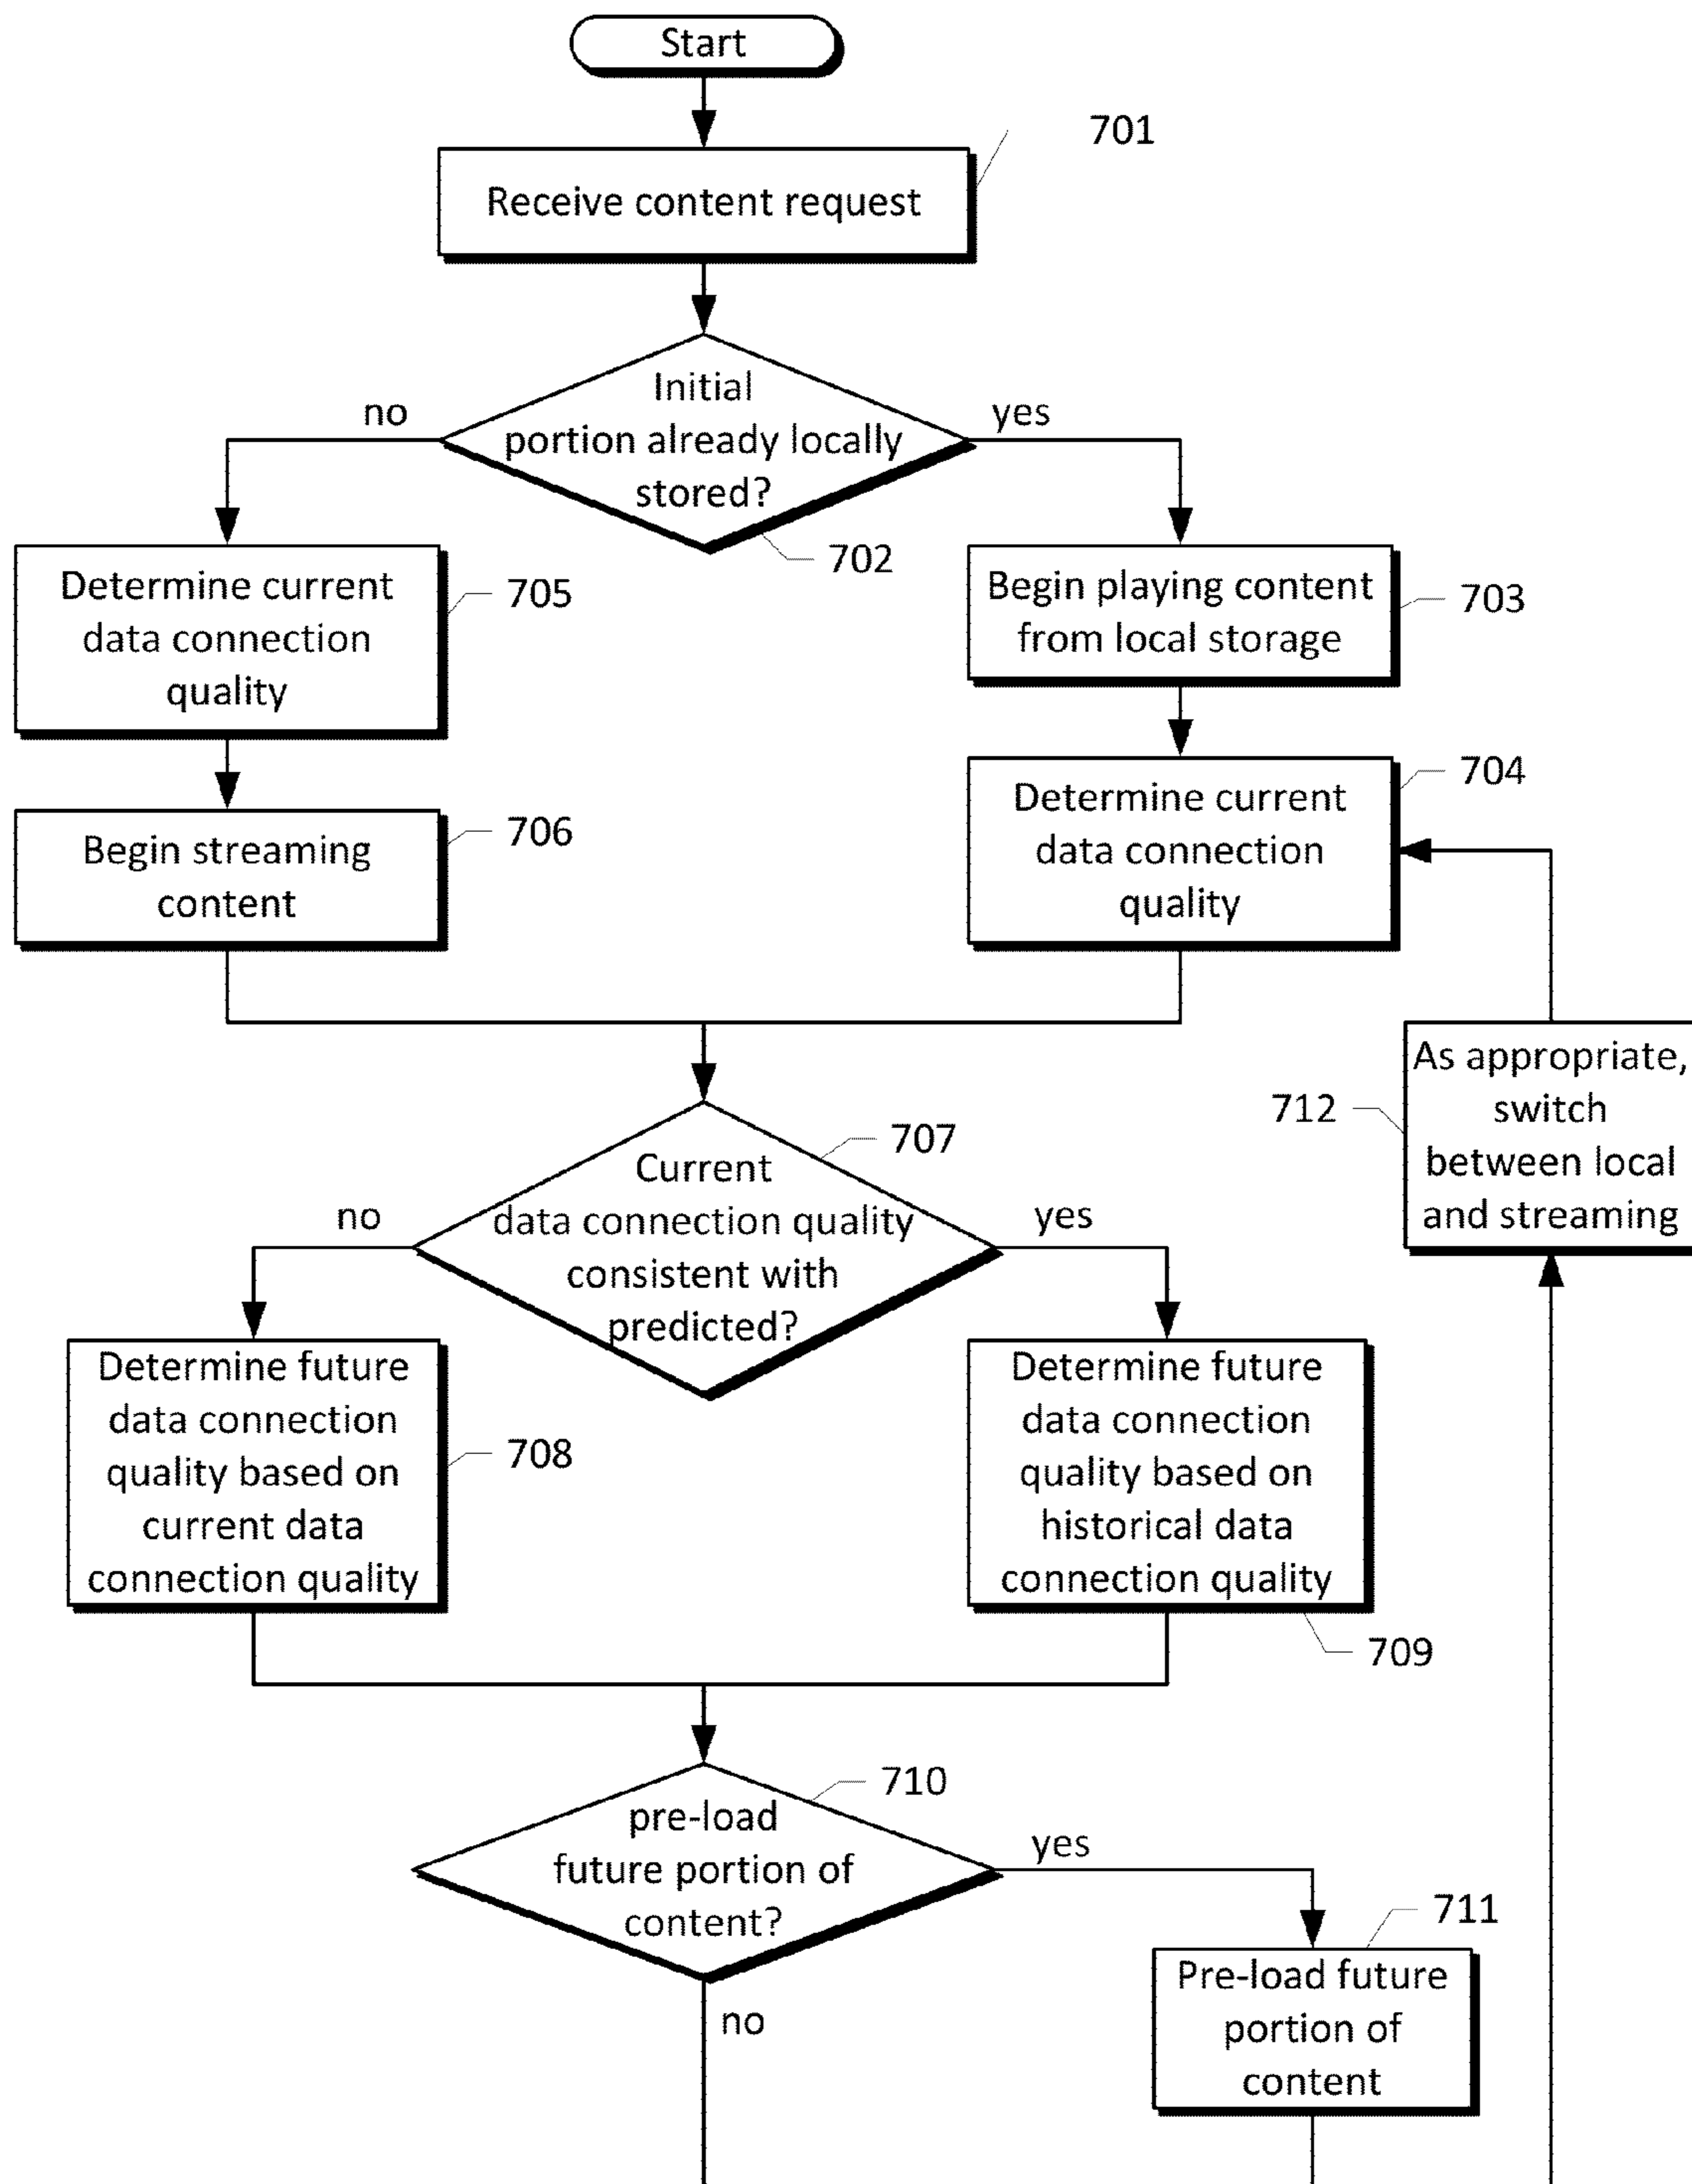 Start
701
Receive content request
Initial
portion already locally
stored?
no
yes
702
Determine current
data connection
quality
705
Begin playing content
from local storage
703
Begin streaming
content
706
Determine current
data connection
quality
704
As appropriate,
switch
between local
and streaming
712
707
Current
data connection quality
consistent with
predicted?
no
yes
Determine future
data connection
quality based on
current data
connection quality
708
Determine future
data connection
quality based on
historical data
connection quality
709
710
pre-load
future portion of
content?
yes
no
711
Pre-load future
portion of
content